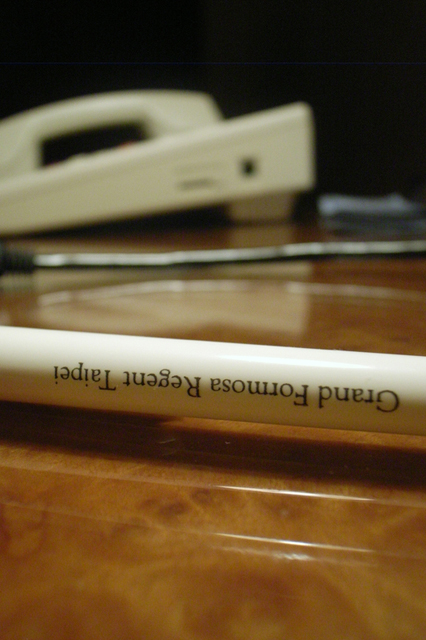 Grand Formosa Regent Taipei